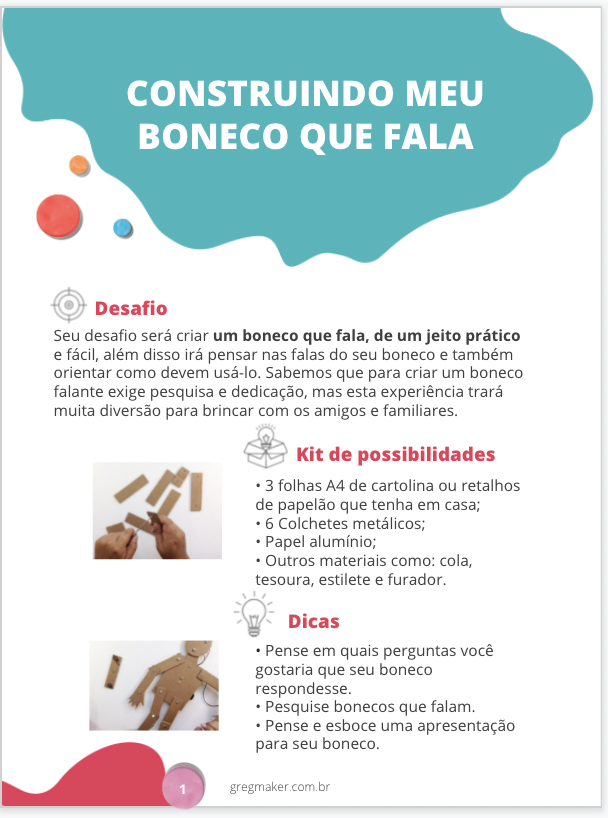 CONSTRUINDO MEU
BONECO QUE FALA
Desafio
Seu desafio será criar um boneco que fala, de um jeito prático
e fácil, além disso irá pensar nas falas do seu boneco e também
orientar como devem usá-lo. Sabemos que para criar um boneco
falante exige pesquisa e dedicação, mas esta experiência trará
muita diversão para brincar com os amigos e familiares.
Kit de possibilidades
• 3 folhas A4 de cartolina ou retalhos
de papelão que tenha em casa;
• 6 Colchetes metálicos;
• Papel alumínio;
• Outros materiais como: cola,
tesoura, estilete e furador.
Dicas
• Pense em quais perguntas você
gostaria que seu boneco
respondesse.
• Pesquise bonecos que falam.
• Pense e esboce uma apresentação
para seu boneco.
1
gregmaker.com.br